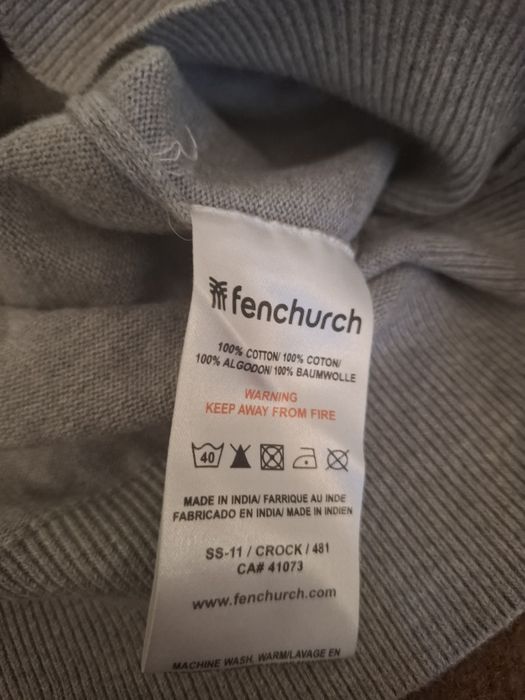 fenchurch
100% COTTON/ 100% COTON/
100% ALGODON/ 100% BAUMWOLLE
WARNING
KEEP AWAY FROM FIRE
40
MADE IN INDIA/ FARRIQUE AU INDE
FABRICADO EN INDIA/ MADE IN INDIEN
SS-11 / CROCK / 481
CA# 41073
www.fenchurch.com
MACHINE WASH, WARM/LAVAGE EN